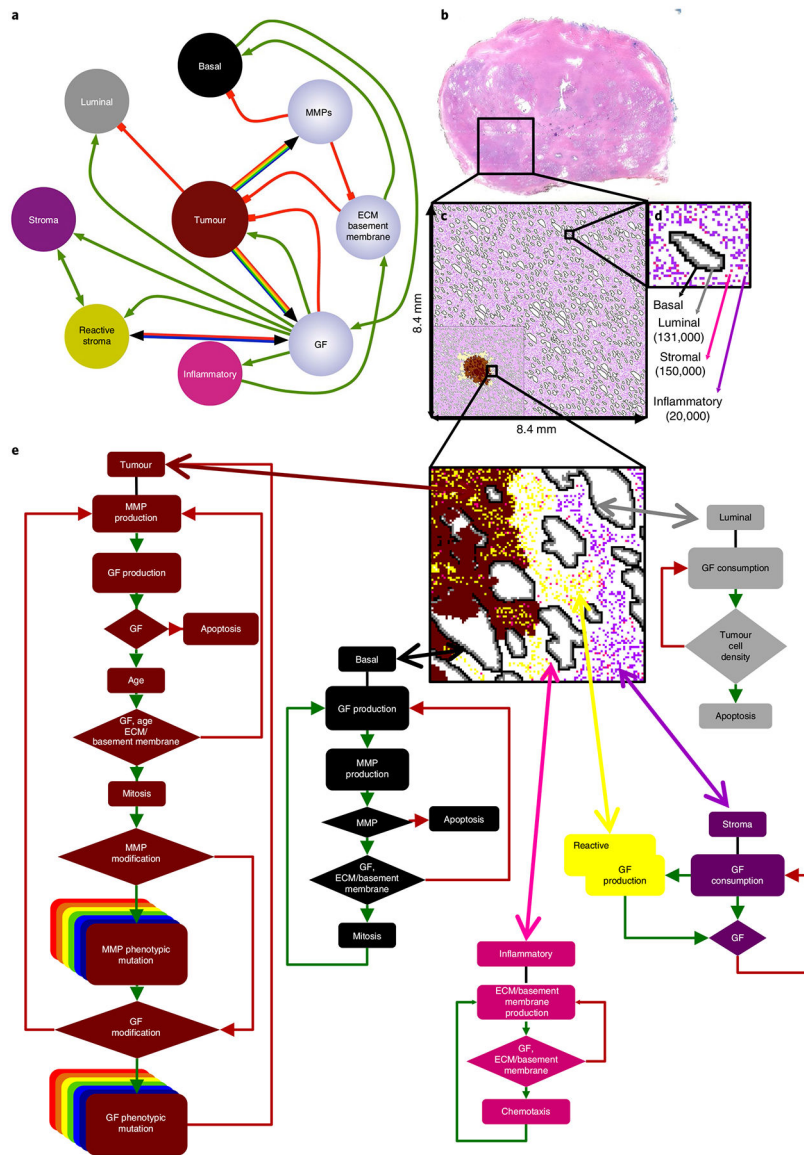 a
Basal
Luminal
MMPs
Tumour
ECM
basement
membrane
Stroma
Reactive
stroma
GF
Inflammatory
b
c
8.4 mm
8.4 mm
d
Basal
Luminal
(131,000)
Stromal
(150,000)
Inflammatory
(20,000)
e
Tumour
MMP
production
GF production
GF
Apoptosis
Age
GF, age
ECM/
basement membrane
Mitosis
MMP
modification
MMP phenotypic
mutation
GF
modification
GF phenotypic
mutation
Basal
GF production
MMP
production
MMP
Apoptosis
GF,
ECM/basement
membrane
Mitosis
Inflammatory
ECM/basement
membrane
production
GF,
ECM/basement
membrane
Chemotaxis
Luminal
GF consumption
Tumour
cell
density
Apoptosis
Reactive
GF
production
Stroma
GF
consumption
GF